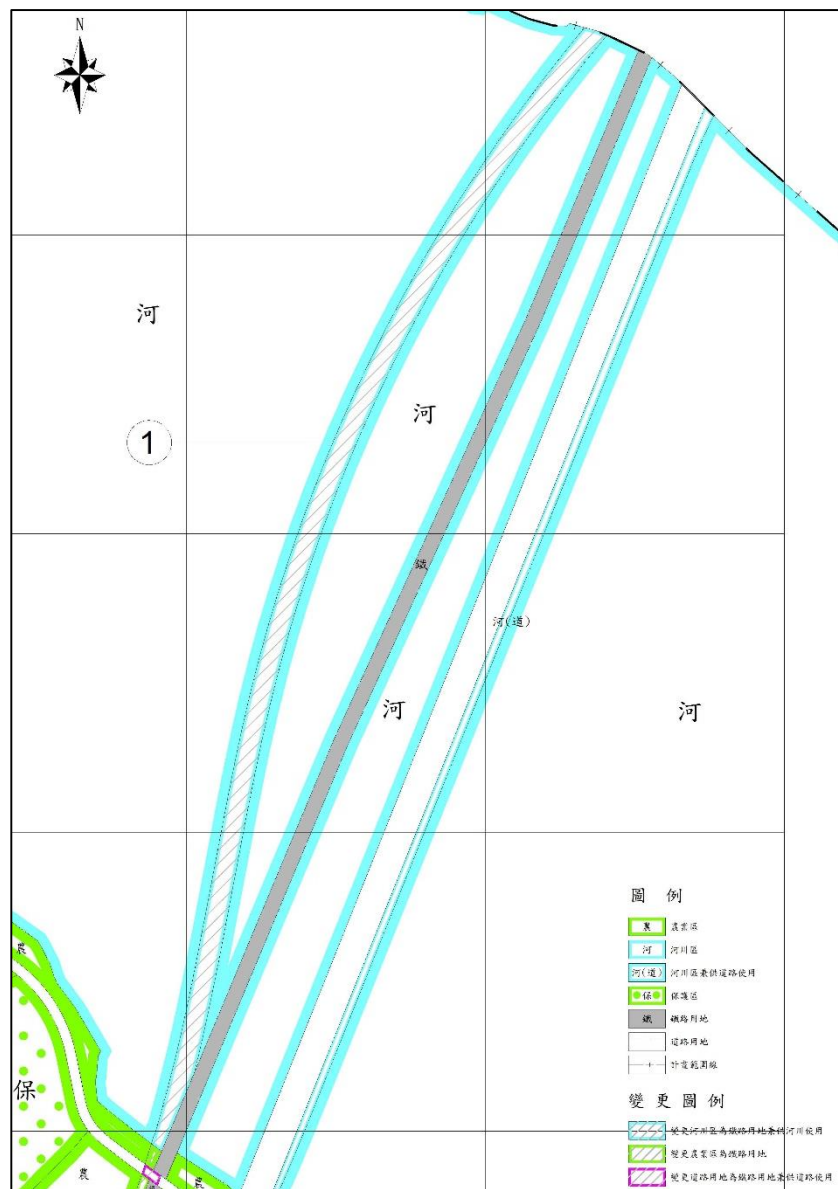 N
河
1
河
鐵
河(道)
河
河
農
保
農
農
圖 例
農 農業區
河 河川區
河(道) 河川區兼供道路使用
保 保護區
鐵 鐵路用地
道路用地
計畫範圍線
變 更 圖 例
變更河川區為鐵路用地兼供河川使用
變更農業區為鐵路用地
變更道路用地為鐵路用地兼供道路使用